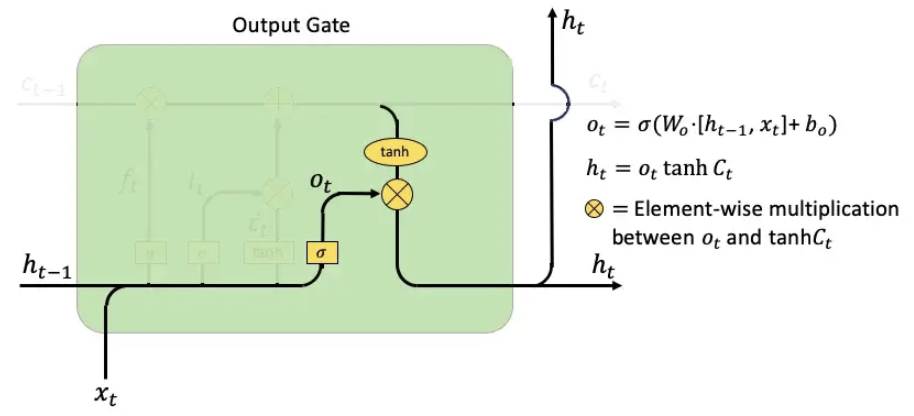 Output Gate
h_t
C_{t-1}
C_t
o_t = σ(W_o·[h_{t-1}, x_t]+ b_o)
tanh
h_t = o_t tanh C_t
f_t
i_t
o_t
⊗ = Element-wise multiplication
between o_t and tanhC_t
σ
σ
tanh
σ
h_{t-1}
h_t
x_t